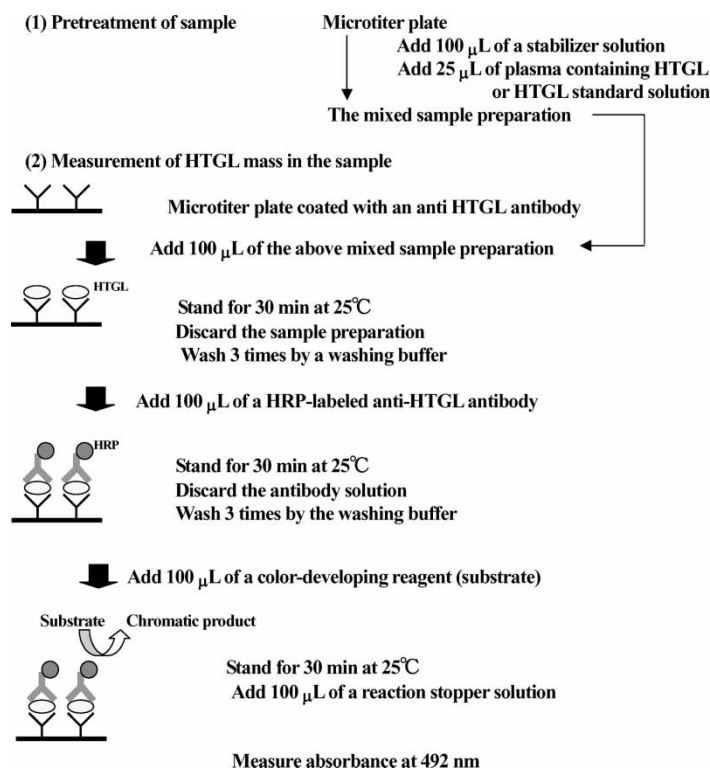 (1) Pretreatment of sample
Microtiter plate
Add 100 μL of a stabilizer solution
Add 25 μL of plasma containing HTGL
or HTGL standard solution
The mixed sample preparation
(2) Measurement of HTGL mass in the sample
Microtiter plate coated with an anti HTGL antibody
Add 100 μL of the above mixed sample preparation
HTGL
Stand for 30 min at 25℃
Discard the sample preparation
Wash 3 times by a washing buffer
Add 100 μL of a HRP-labeled anti-HTGL antibody
HRP
Stand for 30 min at 25℃
Discard the antibody solution
Wash 3 times by the washing buffer
Add 100 μL of a color-developing reagent (substrate)
Substrate Chromatic product
Stand for 30 min at 25℃
Add 100 μL of a reaction stopper solution
Measure absorbance at 492 nm